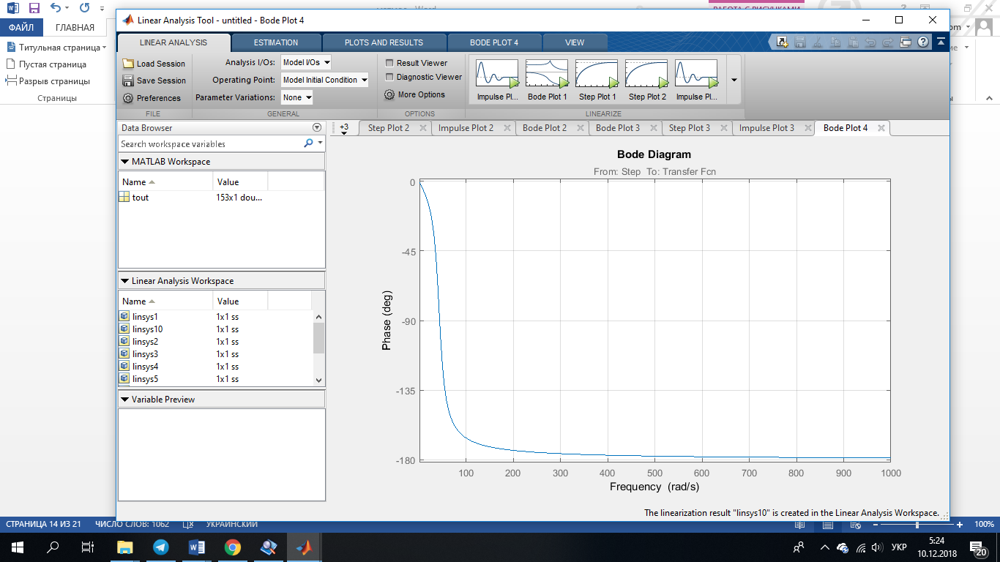 Word
РАБОТА С РИСУНКАМИ
ФАЙЛ
ГЛАВНАЯ
Титульная страница
Пустая страница
Разрыв страницы
Страницы
Linear Analysis Tool - untitled - Bode Plot 4
LINEAR ANALYSIS
ESTIMATION
PLOTS AND RESULTS
BODE PLOT 4
VIEW
Load Session
Save Session
Preferences
FILE
Analysis I/Os:
Model I/Os
Operating Point:
Model Initial Condition
Parameter Variations:
None
GENERAL
Result Viewer
Diagnostic Viewer
More Options
OPTIONS
Impulse Pl...
Bode Plot 1
Step Plot 1
Step Plot 2
Impulse Pl...
LINEARIZE
Data Browser
Search workspace variables
MATLAB Workspace
Name
Value
tout
153x1 dou...
Linear Analysis Workspace
Name
Value
linsys1
1x1 ss
linsys10
1x1 ss
linsys2
1x1 ss
linsys3
1x1 ss
linsys4
1x1 ss
linsys5
1x1 ss
Variable Preview
+3
Step Plot 2
Impulse Plot 2
Bode Plot 2
Bode Plot 3
Step Plot 3
Impulse Plot 3
Bode Plot 4
Bode Diagram
From: Step To: Transfer Fcn
Phase (deg)
0
-45
-90
-135
-180
100
200
300
400
500
600
700
800
900
1000
Frequency (rad/s)
The linearization result "linsys10" is created in the Linear Analysis Workspace.
СТРАНИЦА 14 ИЗ 21
ЧИСЛО СЛОВ: 1062
УКРАИНСКИЙ
100%
УКР
5:24
10.12.2018
20